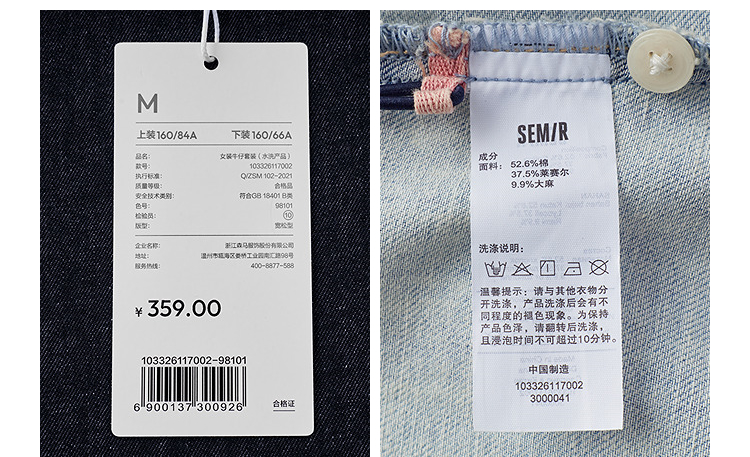 M
上装160/84A 下装160/66A
品名: 女装牛仔套装（水洗产品）
款号: 103326117002
执行标准: Q/ZSM 102-2021
质量等级: 合格品
安全技术类别: 符合GB 18401 B类
色号: 98101
检验员: ⑩
版型: 宽松型
企业名称: 浙江森马服饰股份有限公司
地址: 温州市瓯海区娄桥工业园南汇路98号
服务热线: 400-8877-588
¥ 359.00
103326117002-98101
6 900137 300926
合格证
SEM/R
成分
面料: 52.6%棉
37.5%莱赛尔
9.9%大麻
洗涤说明:
温馨提示: 请与其他衣物分
开洗涤，产品洗涤后会有不
同程度的褪色现象。为保持
产品色泽，请翻转后洗涤，
且浸泡时间不可超过10分钟。
中国制造
103326117002
3000041